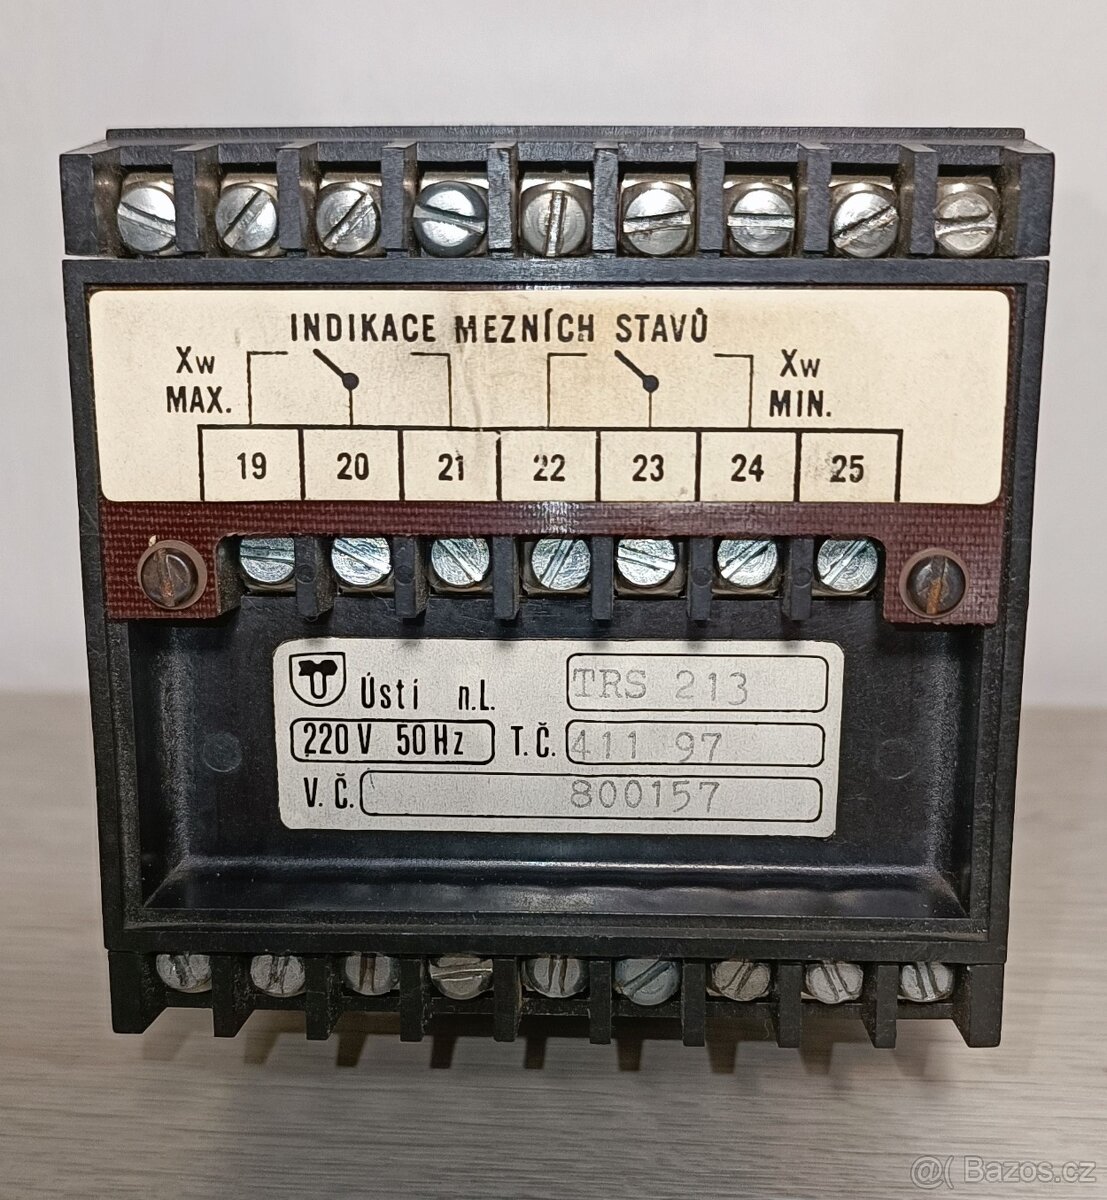 INDIKACE MEZNÍCH STAVŮ
Xw MAX.
Xw MIN.
19 20 21 22 23 24 25
Ústí n.L. TRS 213
220 V 50 Hz T.Č. 411 97
V. Č. 800157
@( Bazos.cz